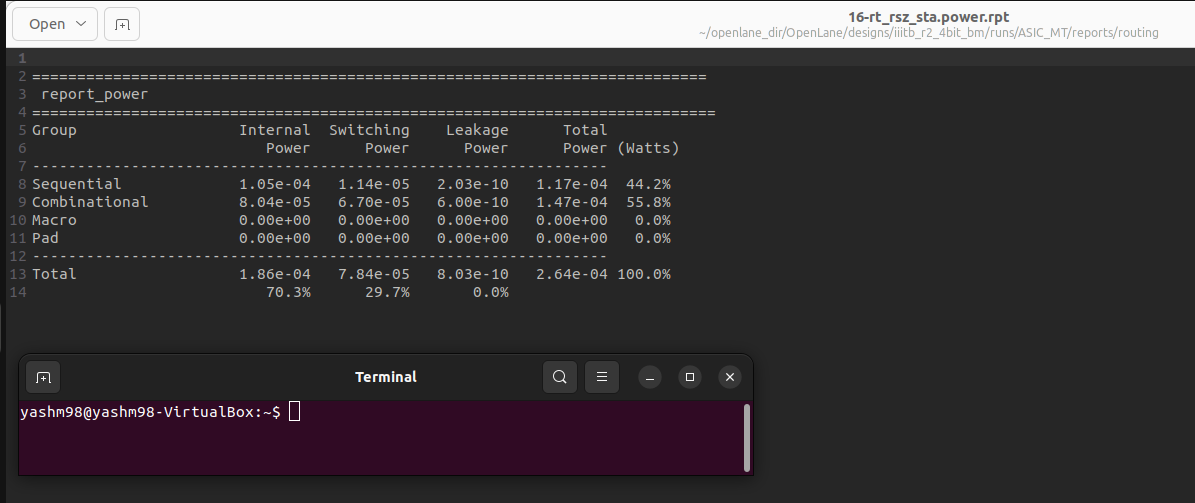 Open
16-rt_rsz_sta.power.rpt
~/openlane_dir/OpenLane/designs/iiitb_r2_4bit_bm/runs/ASIC_MT/reports/routing
1
2 ===========================================================================
3  report_power
4 ============================================================================
5 Group                  Internal  Switching    Leakage      Total
6                           Power      Power      Power      Power (Watts)
7 ----------------------------------------------------------------
8 Sequential             1.05e-04   1.14e-05   2.03e-10   1.17e-04  44.2%
9 Combinational          8.04e-05   6.70e-05   6.00e-10   1.47e-04  55.8%
10 Macro                  0.00e+00   0.00e+00   0.00e+00   0.00e+00   0.0%
11 Pad                    0.00e+00   0.00e+00   0.00e+00   0.00e+00   0.0%
12 ----------------------------------------------------------------
13 Total                  1.86e-04   7.84e-05   8.03e-10   2.64e-04 100.0%
14                           70.3%      29.7%       0.0%
Terminal
yashm98@yashm98-VirtualBox:~$